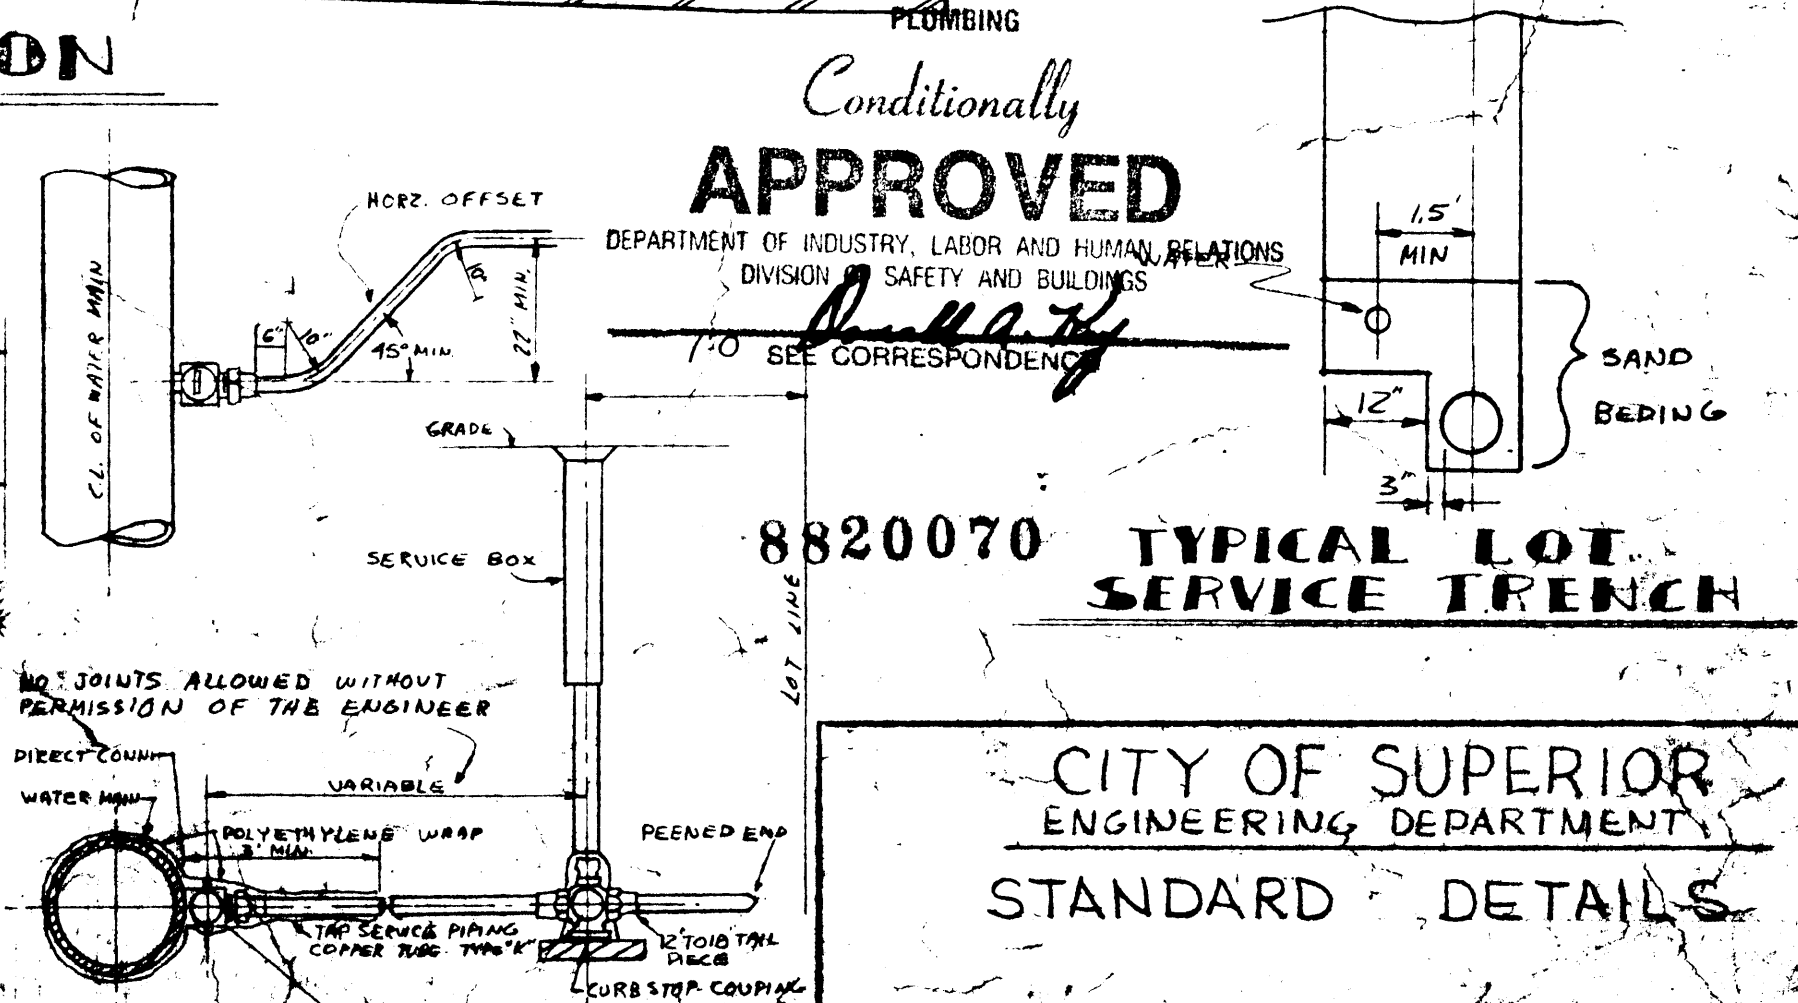 ON
PLUMBING
Conditionally
APPROVED
DEPARTMENT OF INDUSTRY, LABOR AND HUMAN RELATIONS
DIVISION OF SAFETY AND BUILDINGS
SEE CORRESPONDENCE
8820070
HORZ. OFFSET
C.L. OF WATER MAIN
6"
10"
10"
45° MIN.
22" MIN.
1.0
GRADE
SERVICE BOX
LOT LINE
NO JOINTS ALLOWED WITHOUT
PERMISSION OF THE ENGINEER
DIRECT CONN
WATER MAIN
VARIABLE
POLYETHYLENE WRAP
3' MIN.
PEENED END
TAP SERVICE PIPING
COPPER TUBE TYPE "K"
TAIL
PIECE
CURB STOP COUPING
WATER
1.5'
MIN
12"
3"
SAND
BEDING
TYPICAL LOT
SERVICE TRENCH
CITY OF SUPERIOR
ENGINEERING DEPARTMENT
STANDARD DETAILS